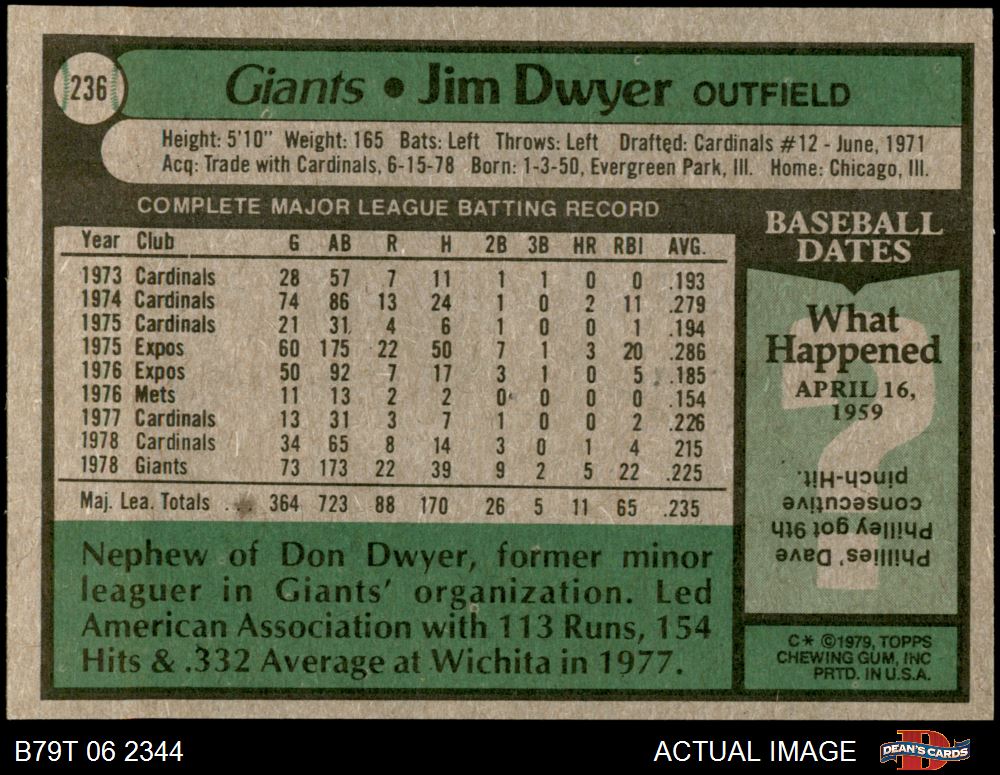 236
Giants • Jim Dwyer OUTFIELD
Height: 5'10" Weight: 165 Bats: Left Throws: Left Drafted: Cardinals #12 - June, 1971
Acq: Trade with Cardinals, 6-15-78 Born: 1-3-50, Evergreen Park, Ill. Home: Chicago, Ill.
COMPLETE MAJOR LEAGUE BATTING RECORD
Year Club G AB R H 2B 3B HR RBI AVG.
1973 Cardinals 28 57 7 11 1 1 0 0 .193
1974 Cardinals 74 86 13 24 1 0 2 11 .279
1975 Cardinals 21 31 4 6 1 0 0 1 .194
1975 Expos 60 175 22 50 7 1 3 20 .286
1976 Expos 50 92 7 17 3 1 0 5 .185
1976 Mets 11 13 2 2 0 0 0 0 .154
1977 Cardinals 13 31 3 7 1 0 0 2 .226
1978 Cardinals 34 65 8 14 3 0 1 4 215
1978 Giants 73 173 22 39 9 2 5 22 .225
Maj. Lea. Totals . . . 364 723 88 170 26 5 11 65 .235
Nephew of Don Dwyer, former minor
leaguer in Giants' organization. Led
American Association with 113 Runs, 154
Hits & .332 Average at Wichita in 1977.
BASEBALL
DATES
What
Happened
APRIL 16,
1959
?
Phillies' Dave
Philley got 9th
consecutive
pinch-Hit.
C* ©1979, TOPPS
CHEWING GUM, INC
PRTD. IN U.S.A.
B79T 06 2344
ACTUAL IMAGE
D
DEAN'S CARDS